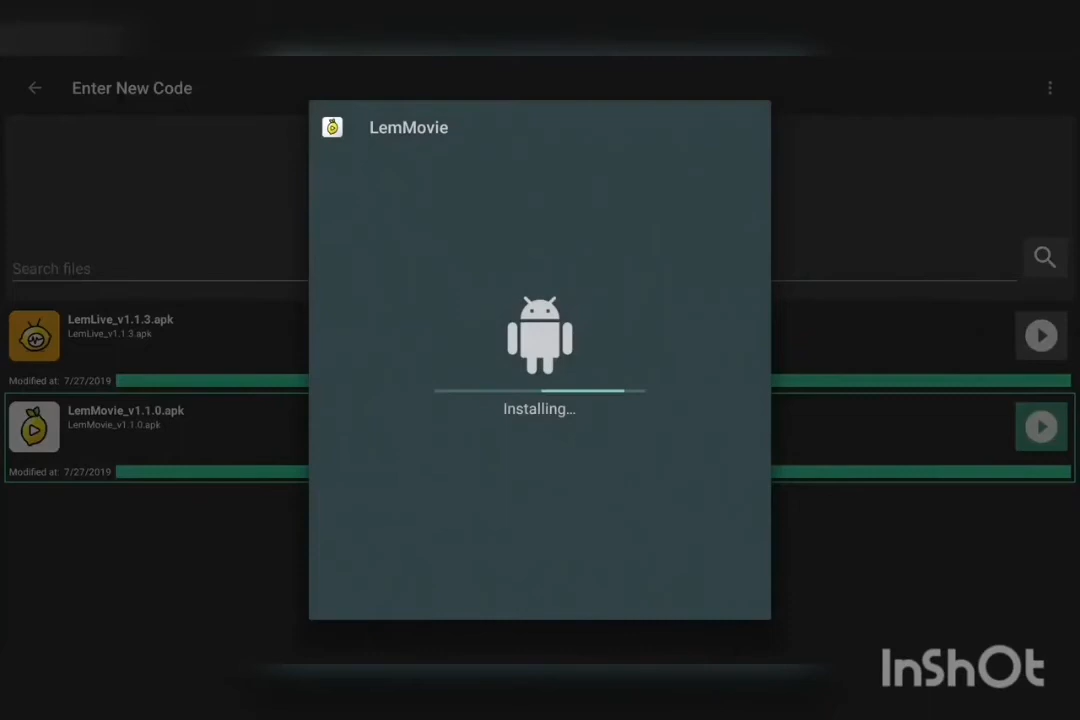 Enter New Code
LemMovie
Search files
LemLive_v1.1.3.apk
LemLive_v1.1.3.apk
Modified at: 7/27/2019
LemMovie_v1.1.0.apk
LemMovie_v1.1.0.apk
Modified at: 7/27/2019
Installing...
InShOt